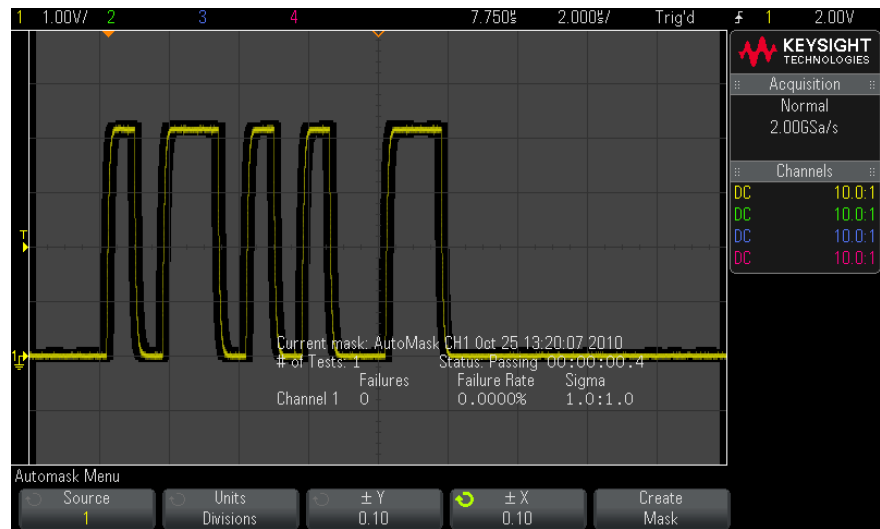 1 1.00V/ 2 3 4 7.750s 2.000s/ Trig'd 1 2.00V
KEYSIGHT
TECHNOLOGIES
Acquisition
Normal
2.00GSa/s
Channels
DC 10.0:1
DC 10.0:1
DC 10.0:1
DC 10.0:1
T
1
Current mask: AutoMask CH1 Oct 25 13:20:07 2010
# of Tests: 1 Status: Passing 00:00:00.4
Failures Failure Rate Sigma
Channel 1 0 0.0000% 1.0:1.0
Automask Menu
Source Units ± Y ± X Create
1 Divisions 0.10 0.10 Mask